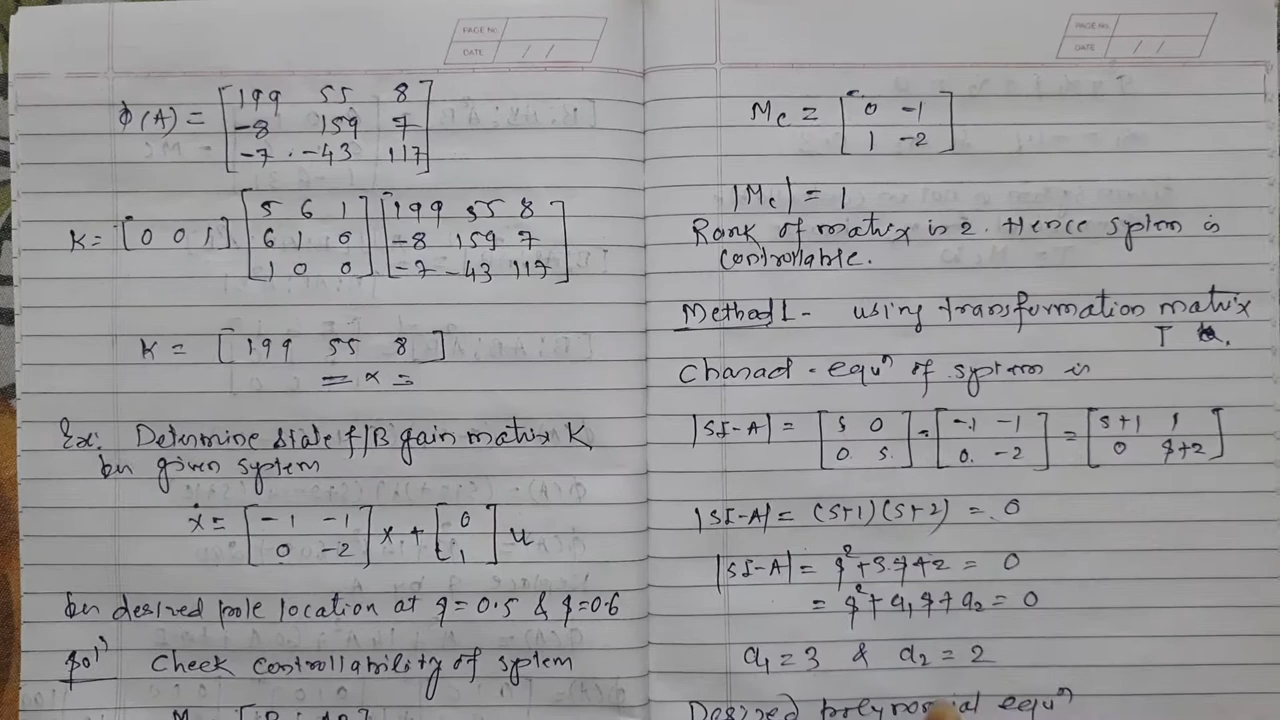 PAGE No.
DATE / /
Φ(A) = [199 55 8
-8 159 7
-7 -43 117]
K = [0 0 1] [5 6 1 [199 55 8
6 1 0 -8 159 7
1 0 0] -7 -43 117]
K = [199 55 8]
= x =
Ex: Determine state f/B gain matrix K
for given system
ẋ = [-1 -1 x + [0 u
0 -2] 1]
for desired pole location at s=0.5 & s=0.6
Sol^n Check controllability of system
PAGE No.
DATE / /
Mc = [0 -1
1 -2]
|Mc| = 1
Rank of matrix is 2. Hence system is
controllable.
Method 1 - using transformation matrix
T
Charact. equ^n of system is
|SI-A| = [S 0 - [-1 -1 = [S+1 1
0 S] 0 -2] 0 S+2]
|SI-A| = (S+1)(S+2) = 0
|SI-A| = S²+3S+2 = 0
= S²+a₁S+a₂ = 0
a₁ = 3 & a₂ = 2
Desired polynomial equ^n